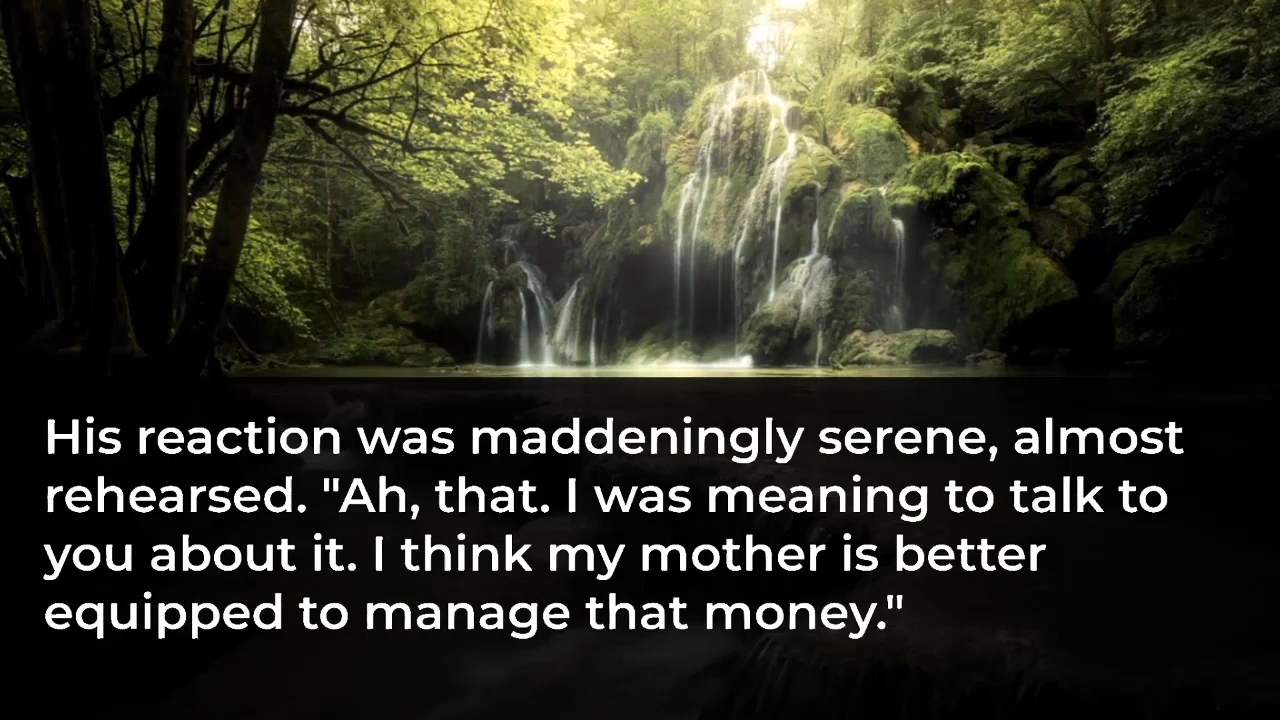 His reaction was maddeningly serene, almost
rehearsed. "Ah, that. I was meaning to talk to
you about it. I think my mother is better
equipped to manage that money."